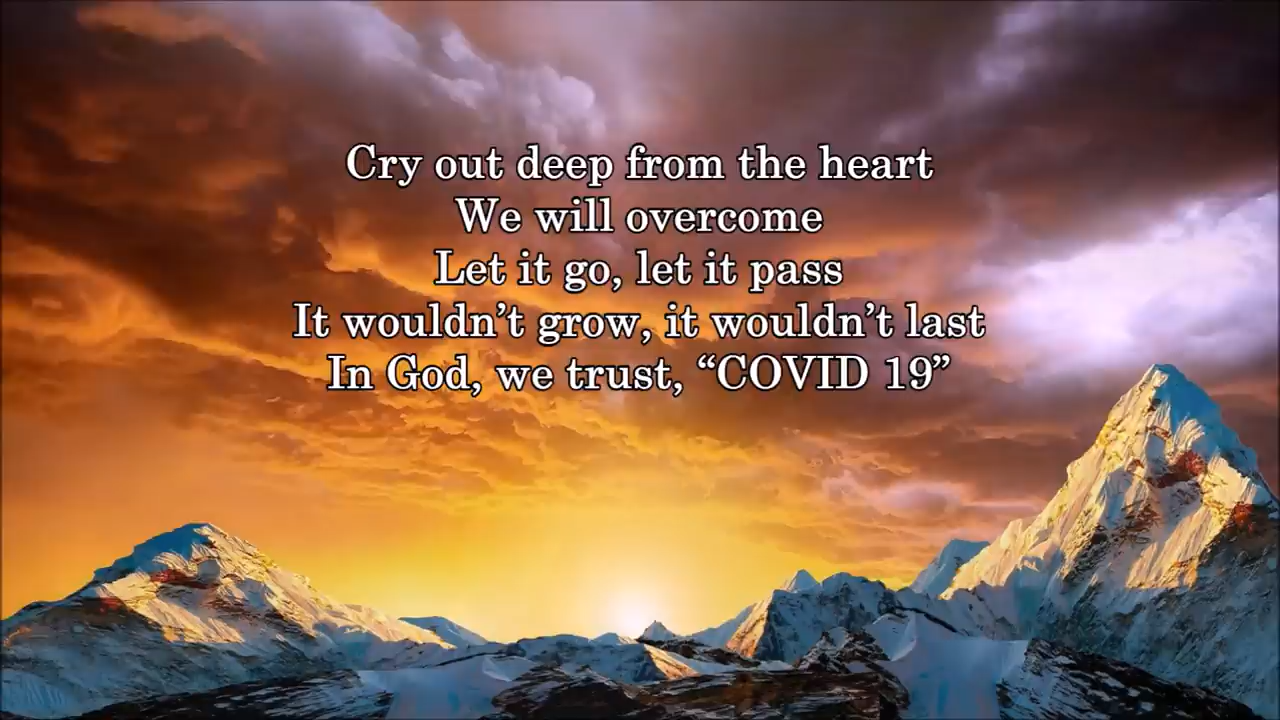 Cry out deep from the heart
We will overcome
Let it go, let it pass
It wouldn’t grow, it wouldn’t last
In God, we trust, “COVID 19”